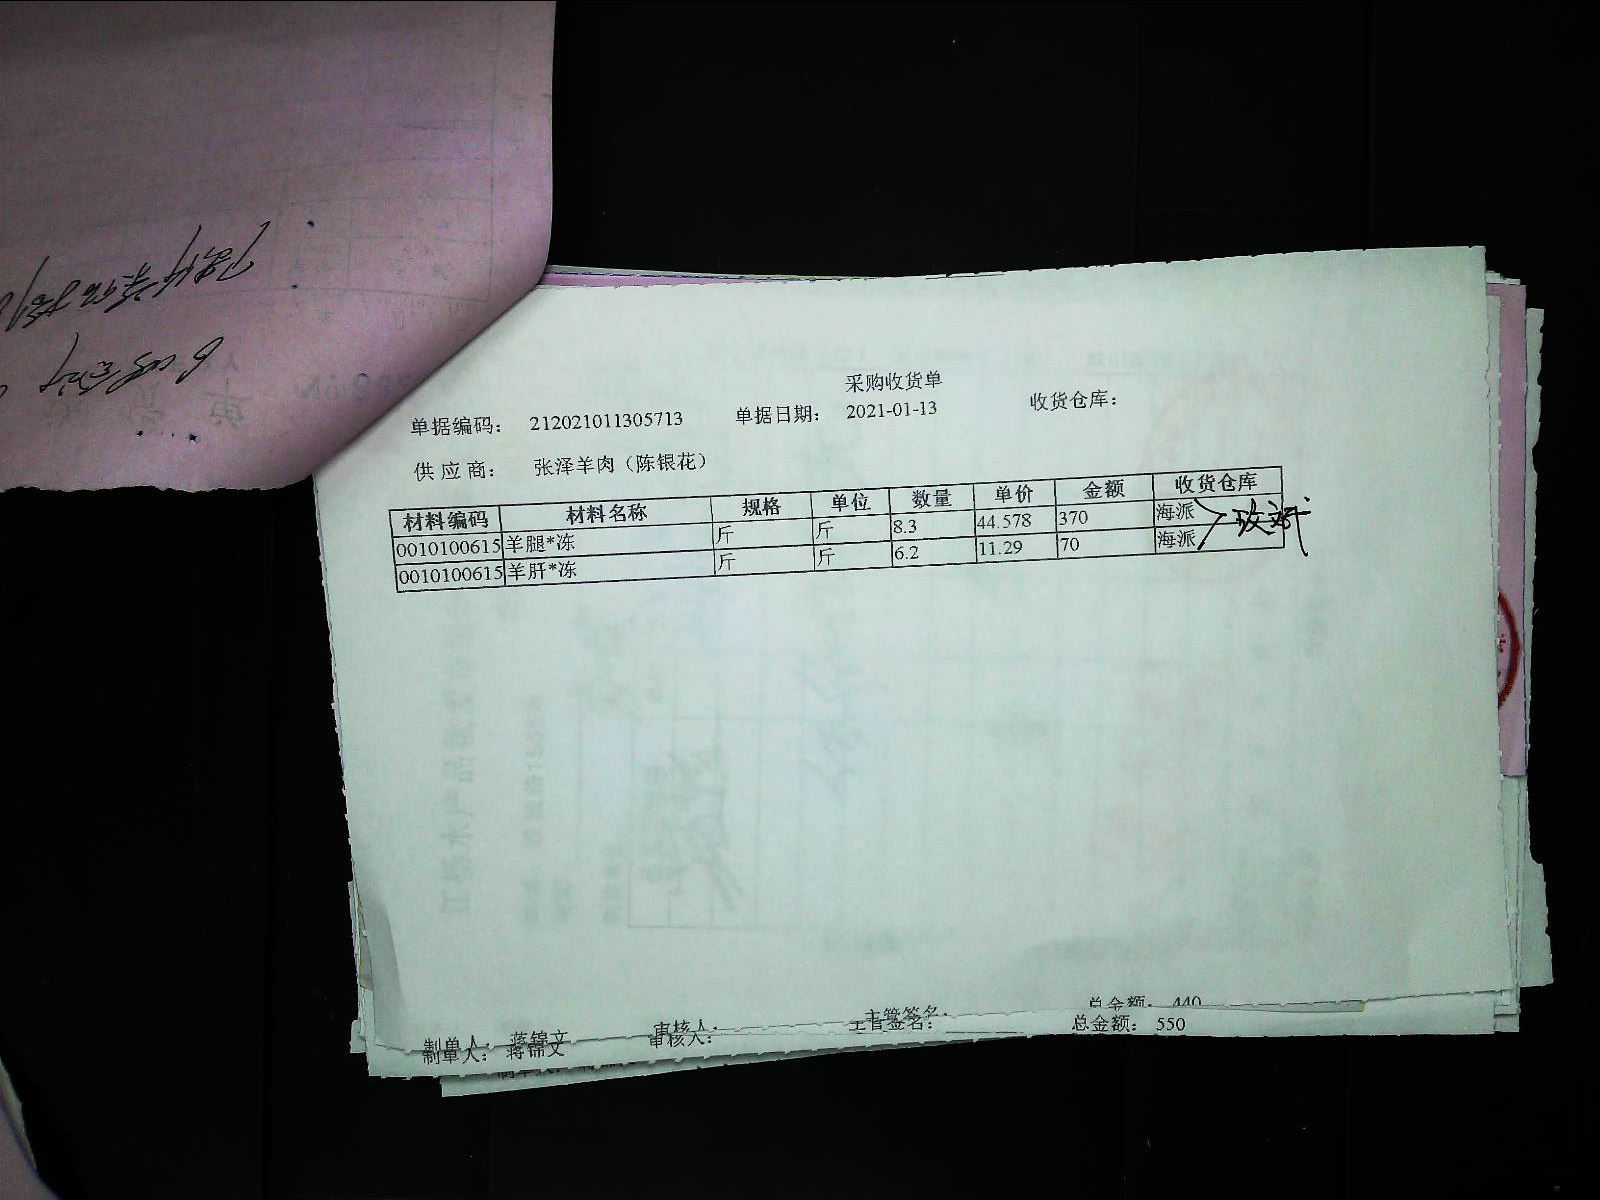 采购收货单
单据编码： 212021011305713 单据日期： 2021-01-13 收货仓库：
供应商： 张泽羊肉（陈银花）
材料编码 材料名称 规格 单位 数量 单价 金额 收货仓库
0010100615 羊腿*冻 斤 斤 8.3 44.578 370 海派
0010100615 羊肝*冻 斤 斤 6.2 11.29 70 海派
制单人： 蒋锦文 审核人： 主管签名： 总金额： 440
制单人： 蒋锦文 审核人： 主管签名： 总金额： 550